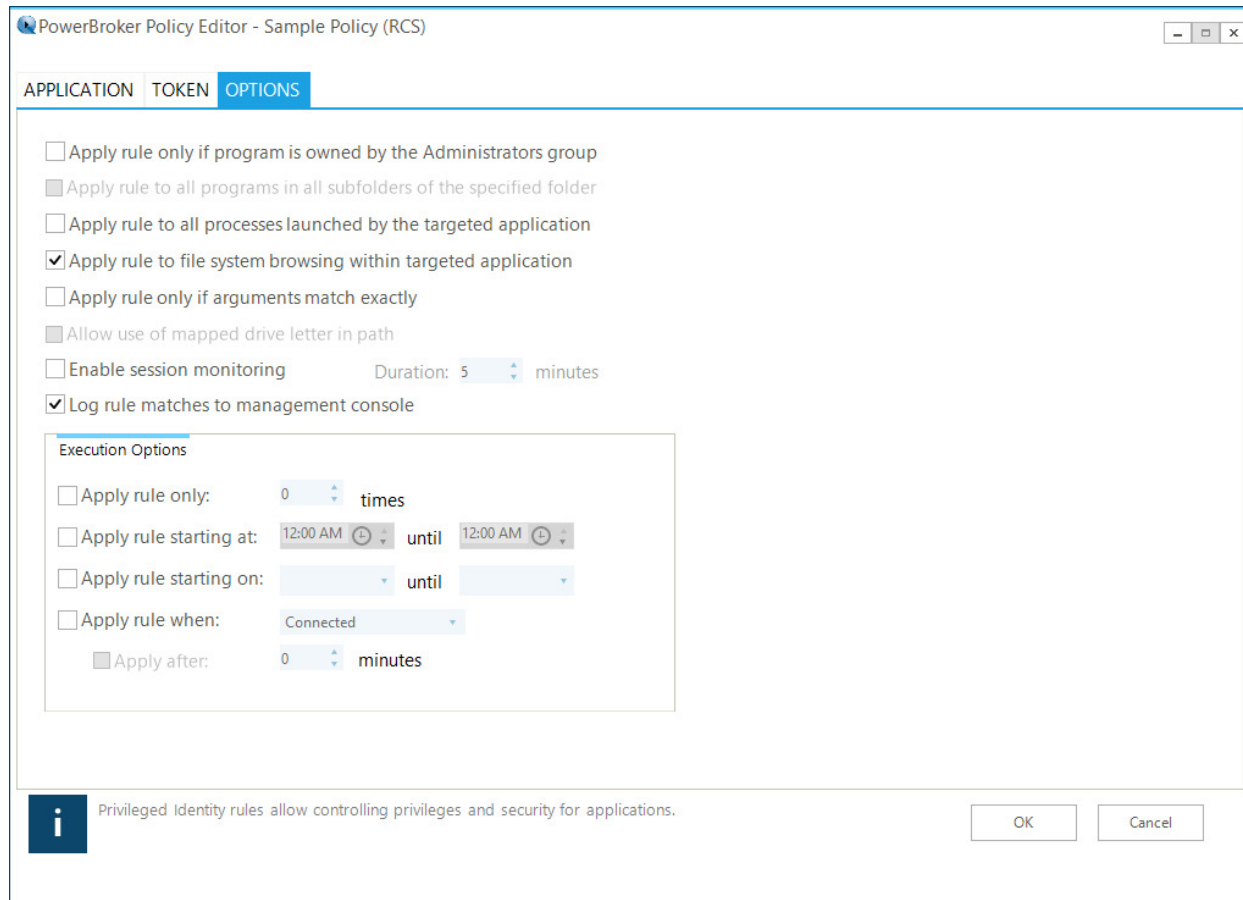 PowerBroker Policy Editor - Sample Policy (RCS)
APPLICATION TOKEN OPTIONS
Apply rule only if program is owned by the Administrators group
Apply rule to all programs in all subfolders of the specified folder
Apply rule to all processes launched by the targeted application
Apply rule to file system browsing within targeted application
Apply rule only if arguments match exactly
Allow use of mapped drive letter in path
Enable session monitoring Duration: 5 minutes
Log rule matches to management console
Execution Options
Apply rule only: 0 times
Apply rule starting at: 12:00 AM until 12:00 AM
Apply rule starting on: until
Apply rule when: Connected
Apply after: 0 minutes
i Privileged Identity rules allow controlling privileges and security for applications.
OK Cancel